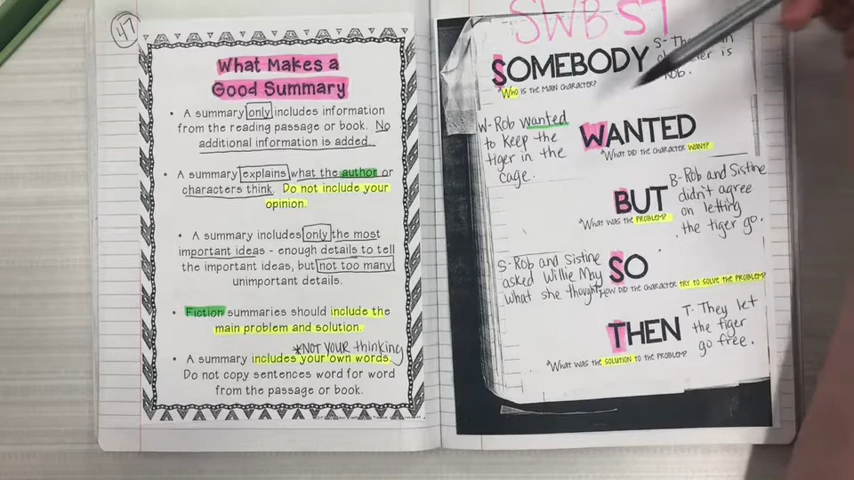 47
What Makes a
Good Summary
• A summary only includes information
from the reading passage or book. No
additional information is added.
• A summary explains what the author or
characters think. Do not include your
opinion.
• A summary includes only the most
important ideas - enough details to tell
the important ideas, but not too many
unimportant details.
• Fiction summaries should include the
main problem and solution.
*NOT YOUR thinking
• A summary includes your own words.
Do not copy sentences word for word
from the passage or book.
SWBST
SOMEBODY
*Who is the main character?
S- The
is
Rob.
W-Rob wanted
to keep the
tiger in the
cage.
WANTED
*What did the character want?
BUT
*What was the problem?
B- Rob and Sistine
didn't agree
on letting
the tiger go.
S-Rob and Sistine
asked Willie May
what she thought.
SO
How did the character try to solve the problem?
THEN
*What was the solution to the problem?
T- They let
the tiger
go free.